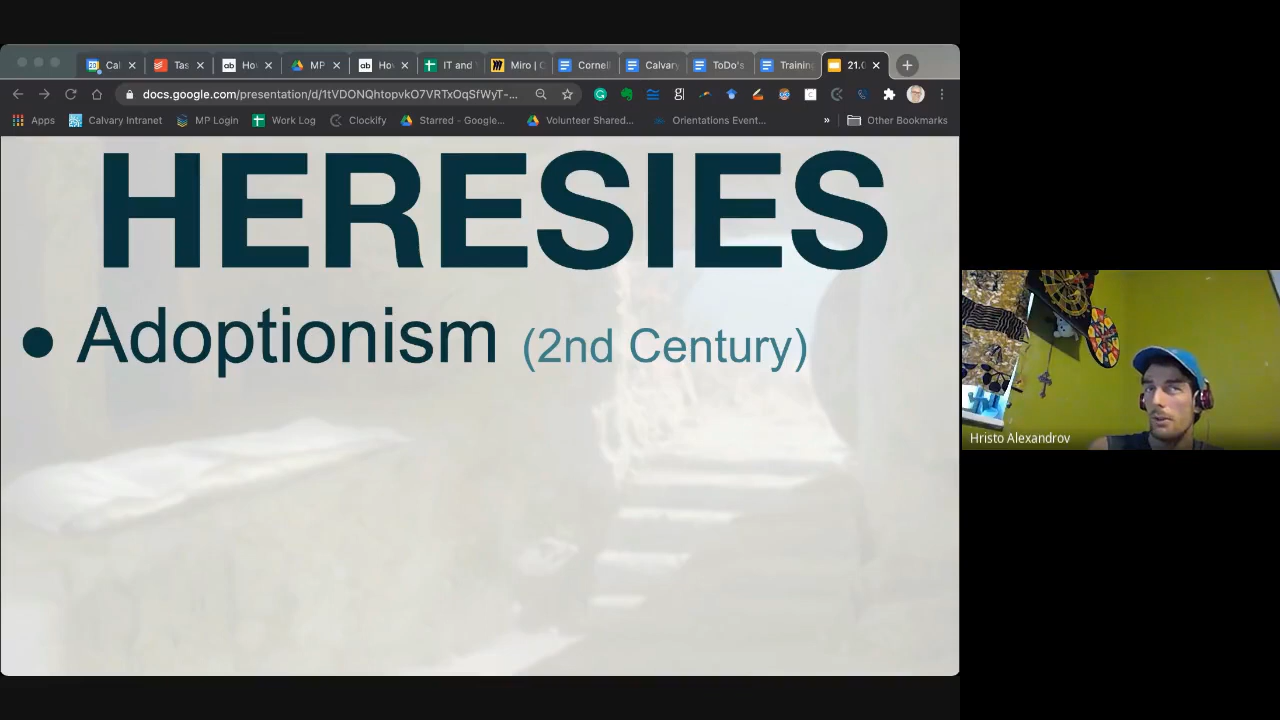 Cal
Tas
Hov
MP
Hov
IT and
Miro | C
Cornell
Calvary
ToDo's
Training
21.0
docs.google.com/presentation/d/1tVDONQhtopvkO7VRTxOqSfWyT-...
Apps
Calvary Intranet
MP Login
Work Log
Clockify
Starred - Google...
Volunteer Shared...
Orientations Event...
»
Other Bookmarks
HERESIES
• Adoptionism (2nd Century)
Hristo Alexandrov